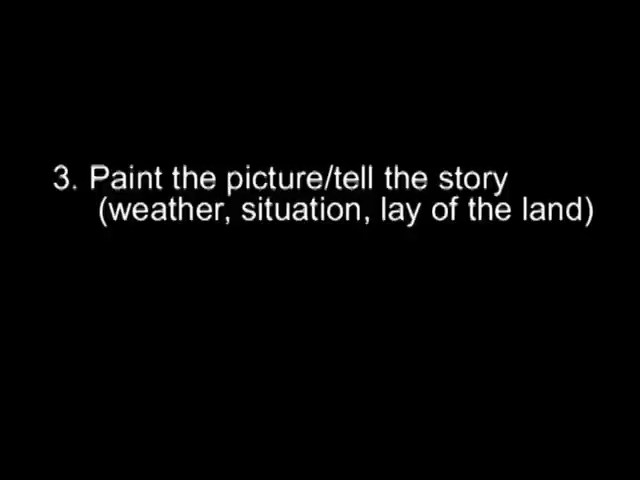 3. Paint the picture/tell the story
(weather, situation, lay of the land)